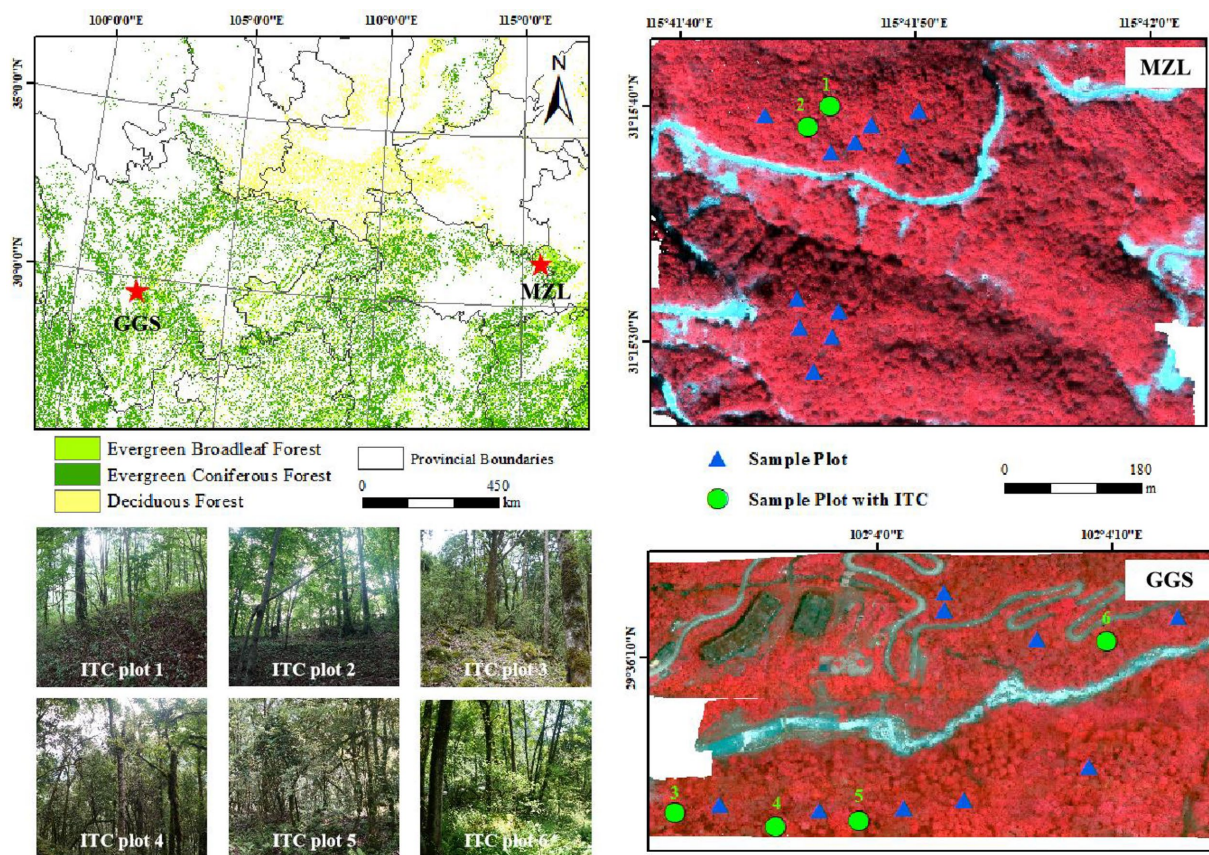 100°0'0"E
105°0'0"E
110°0'0"E
115°0'0"E
35°0'0"N
30°0'0"N
N
GGS
MZL
Evergreen Broadleaf Forest
Evergreen Coniferous Forest
Deciduous Forest
Provincial Boundaries
0 450
km
ITC plot 1
ITC plot 2
ITC plot 3
ITC plot 4
ITC plot 5
ITC plot 6
115°41'40"E
115°41'50"E
115°42'0"E
31°15'40"N
31°15'30"N
MZL
1
2
Sample Plot
Sample Plot with ITC
0 180
m
102°4'0"E
102°4'10"E
29°36'10"N
GGS
6
3
4
5